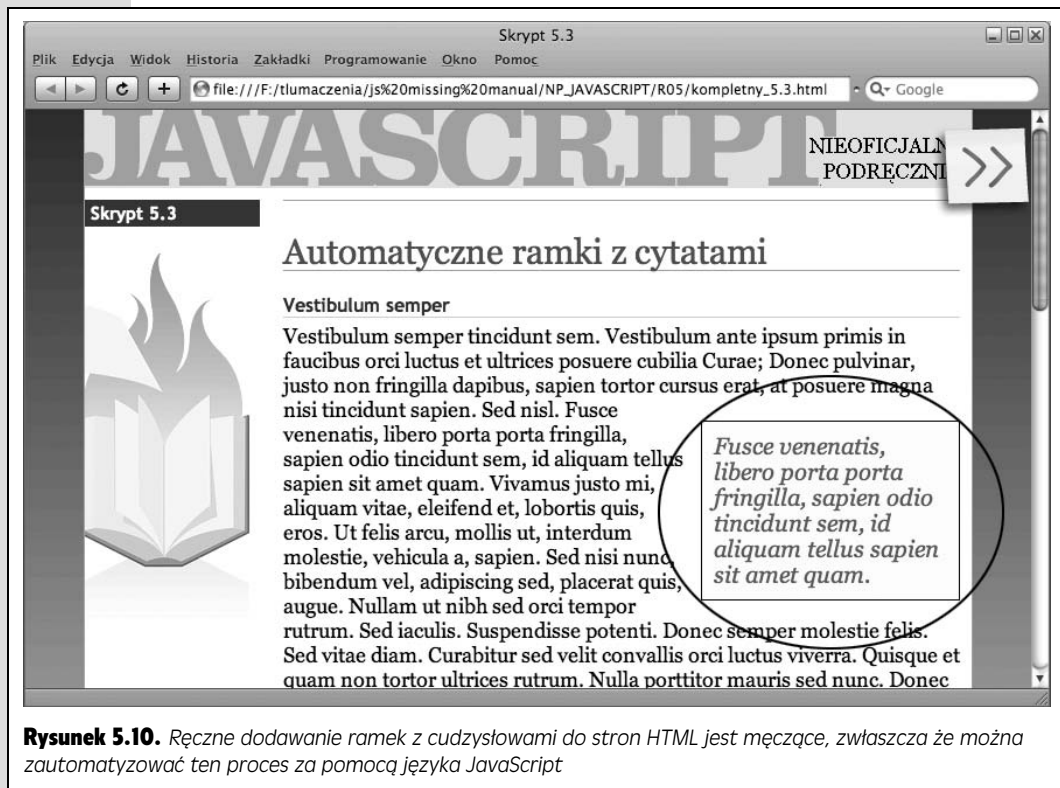 Skrypt 5.3
Plik Edycja Widok Historia Zakładki Programowanie Okno Pomoc
file:///F:/tlumaczenia/js%20missing%20manual/NP_JAVASCRIPT/R05/kompletny_5.3.html
Google
JAVASCRIPT
NIEOFICJALN
PODRĘCZNI
Skrypt 5.3
Automatyczne ramki z cytatami
Vestibulum semper
Vestibulum semper tincidunt sem. Vestibulum ante ipsum primis in
faucibus orci luctus et ultrices posuere cubilia Curae; Donec pulvinar,
justo non fringilla dapibus, sapien tortor cursus erat, at posuere magna
nisi tincidunt sapien. Sed nisl. Fusce
venenatis, libero porta porta fringilla,
sapien odio tincidunt sem, id aliquam tellus
sapien sit amet quam. Vivamus justo mi,
aliquam vitae, eleifend et, lobortis quis,
eros. Ut felis arcu, mollis ut, interdum
molestie, vehicula a, sapien. Sed nisi nunc,
bibendum vel, adipiscing sed, placerat quis,
augue. Nullam ut nibh sed orci tempor
rutrum. Sed iaculis. Suspendisse potenti. Donec semper molestie felis.
Sed vitae diam. Curabitur sed velit convallis orci luctus viverra. Quisque et
quam non tortor ultrices rutrum. Nulla porttitor mauris sed nunc. Donec
Fusce venenatis,
libero porta porta
fringilla, sapien odio
tincidunt sem, id
aliquam tellus sapien
sit amet quam.
Rysunek 5.10. Ręczne dodawanie ramek z cudzysłowami do stron HTML jest męczące, zwłaszcza że można
zautomatyzować ten proces za pomocą języka JavaScript